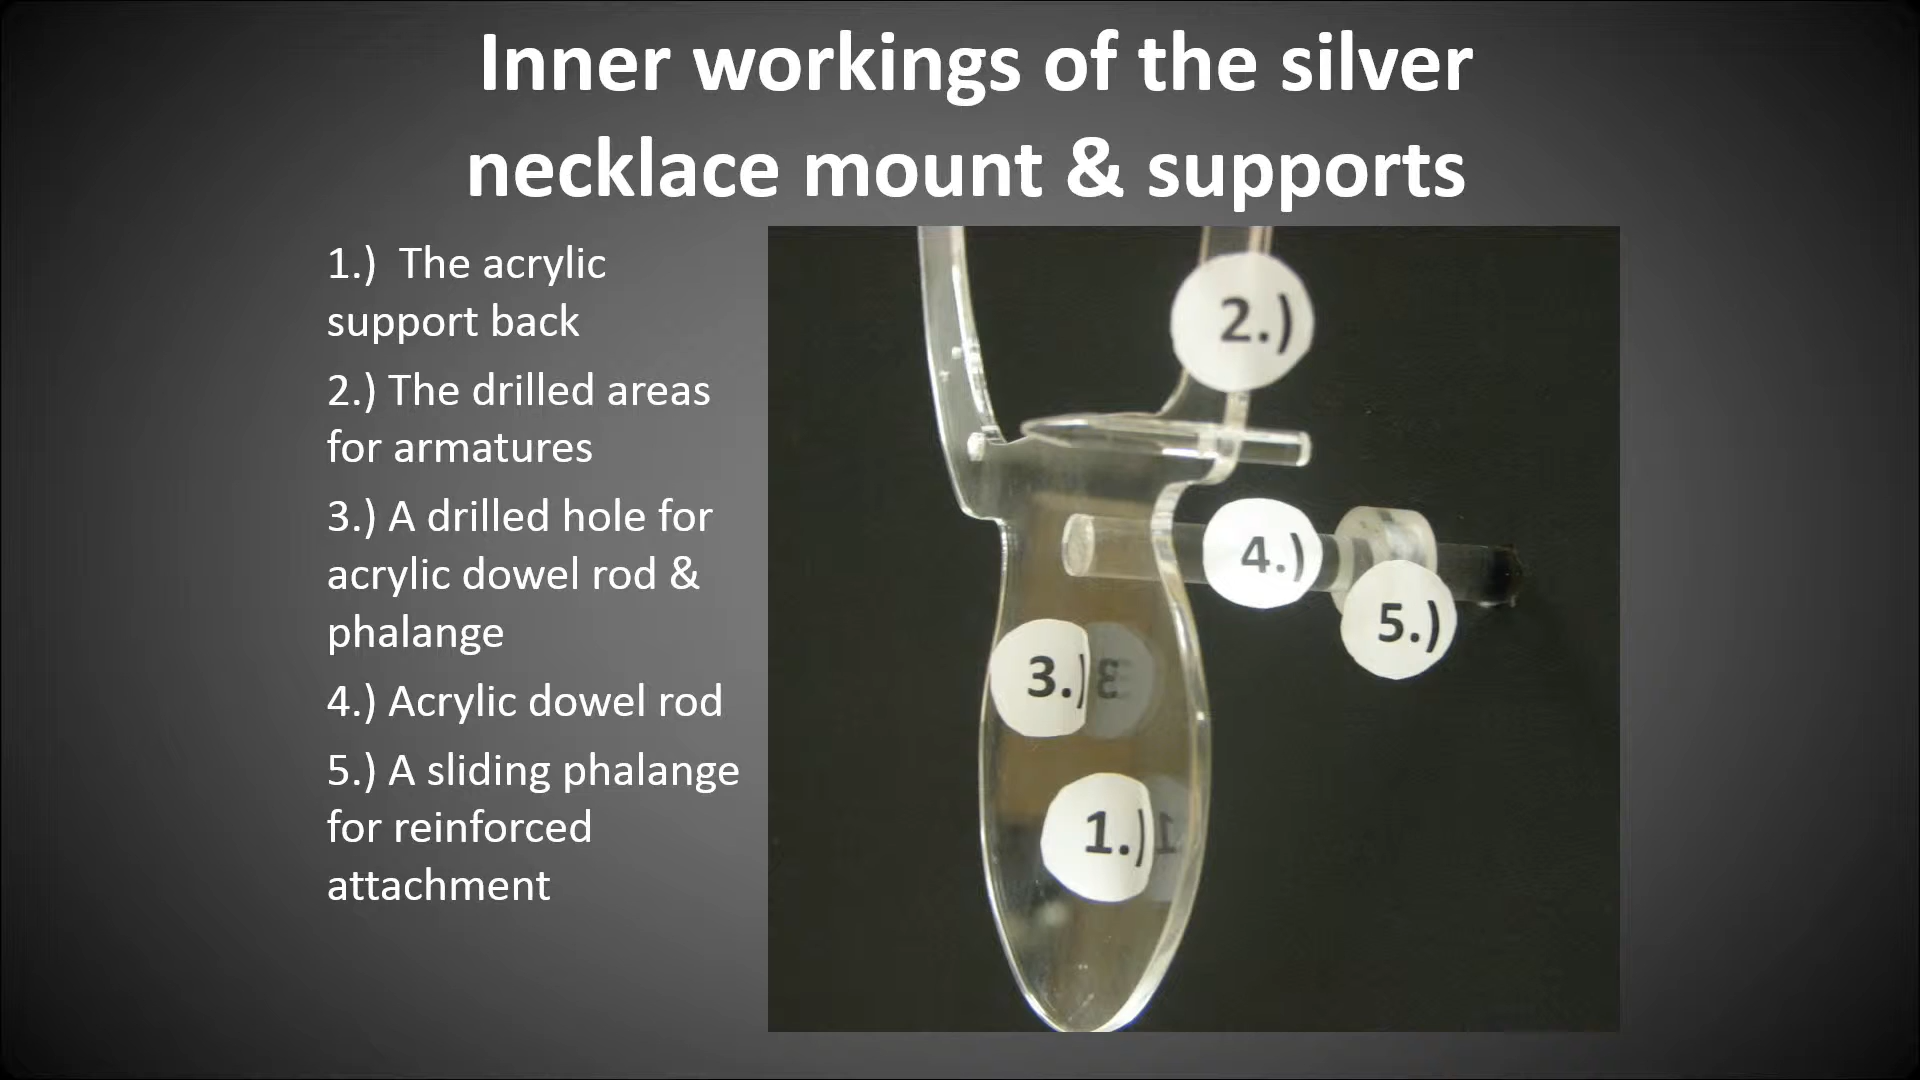 Inner workings of the silver
necklace mount & supports
1.)  The acrylic
support back
2.) The drilled areas
for armatures
3.) A drilled hole for
acrylic dowel rod &
phalange
4.) Acrylic dowel rod
5.) A sliding phalange
for reinforced
attachment
2.)
4.)
5.)
3.)
1.)